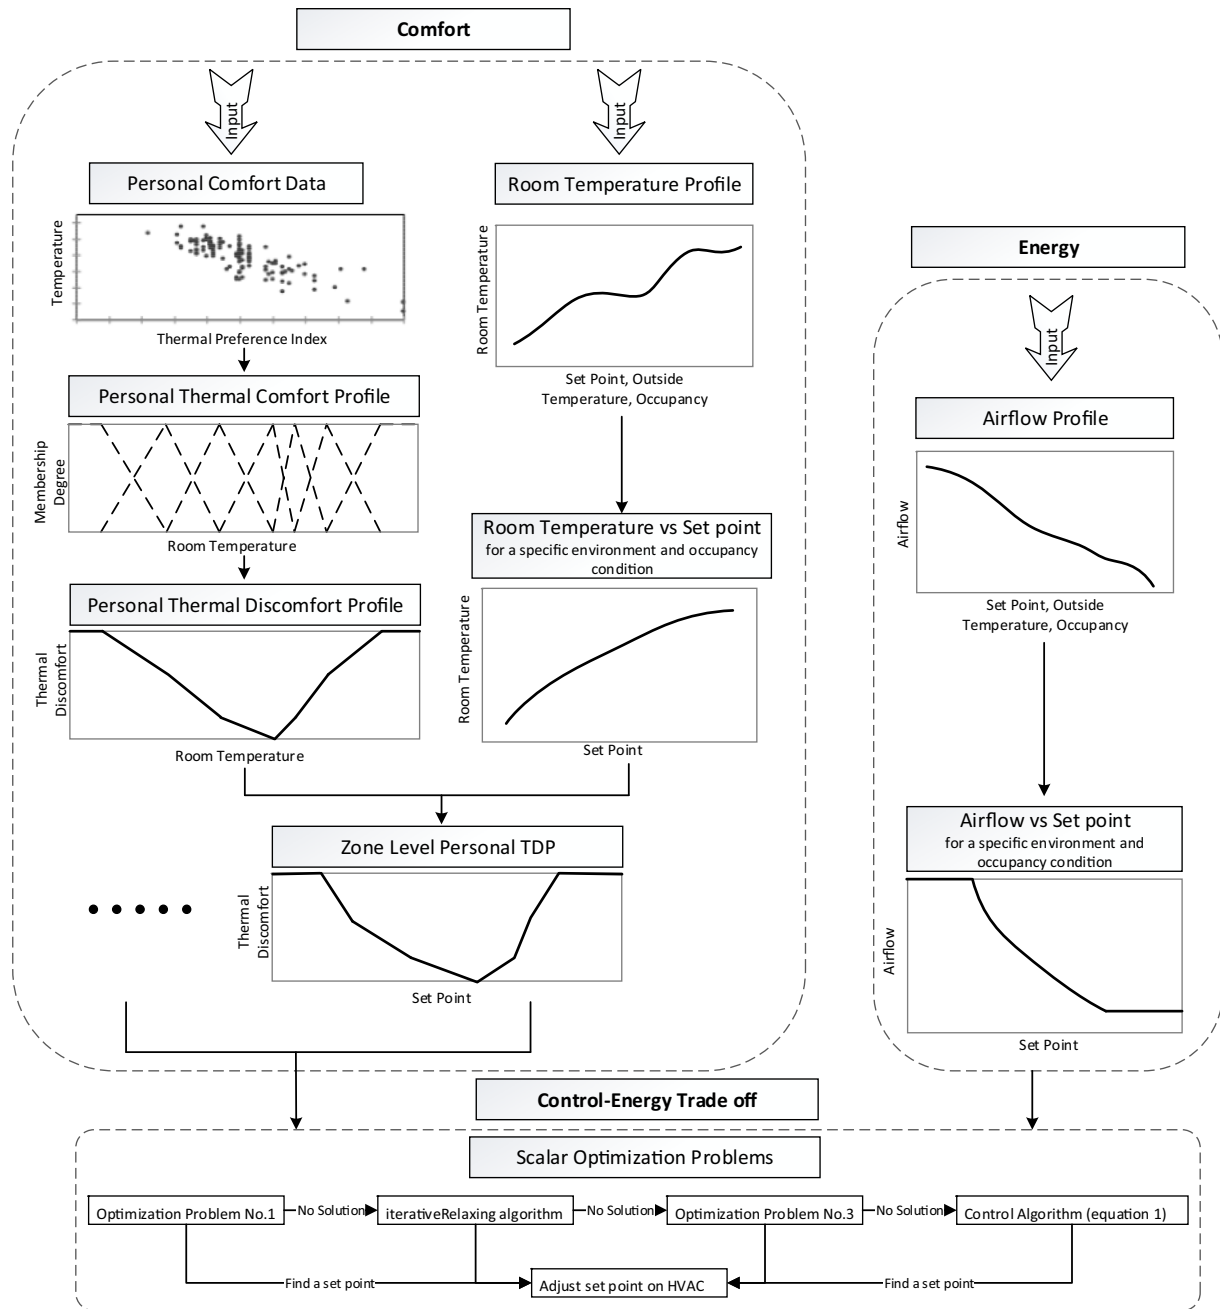 Comfort
Input
Input
Personal Comfort Data
Temperature
Thermal Preference Index
Personal Thermal Comfort Profile
Membership
Degree
Room Temperature
Personal Thermal Discomfort Profile
Thermal
Discomfort
Room Temperature
Room Temperature Profile
Room Temperature
Set Point, Outside
Temperature, Occupancy
Room Temperature vs Set point
for a specific environment and occupancy
condition
Room Temperature
Set Point
Zone Level Personal TDP
Thermal
Discomfort
Set Point
Energy
Input
Airflow Profile
Airflow
Set Point, Outside
Temperature, Occupancy
Airflow vs Set point
for a specific environment and
occupancy condition
Airflow
Set Point
Control-Energy Trade off
Scalar Optimization Problems
Optimization Problem No.1
No Solution
iterativeRelaxing algorithm
No Solution
Optimization Problem No.3
No Solution
Control Algorithm (equation 1)
Find a set point
Adjust set point on HVAC
Find a set point